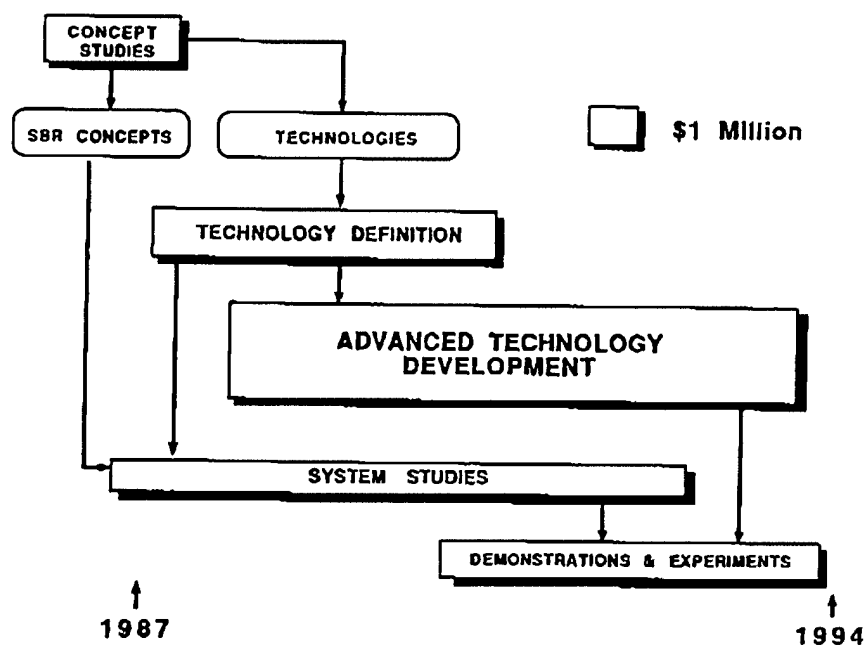 CONCEPT
STUDIES
SBR CONCEPTS
TECHNOLOGIES
$1 Million
TECHNOLOGY DEFINITION
ADVANCED TECHNOLOGY
DEVELOPMENT
SYSTEM STUDIES
DEMONSTRATIONS & EXPERIMENTS
1987
1994